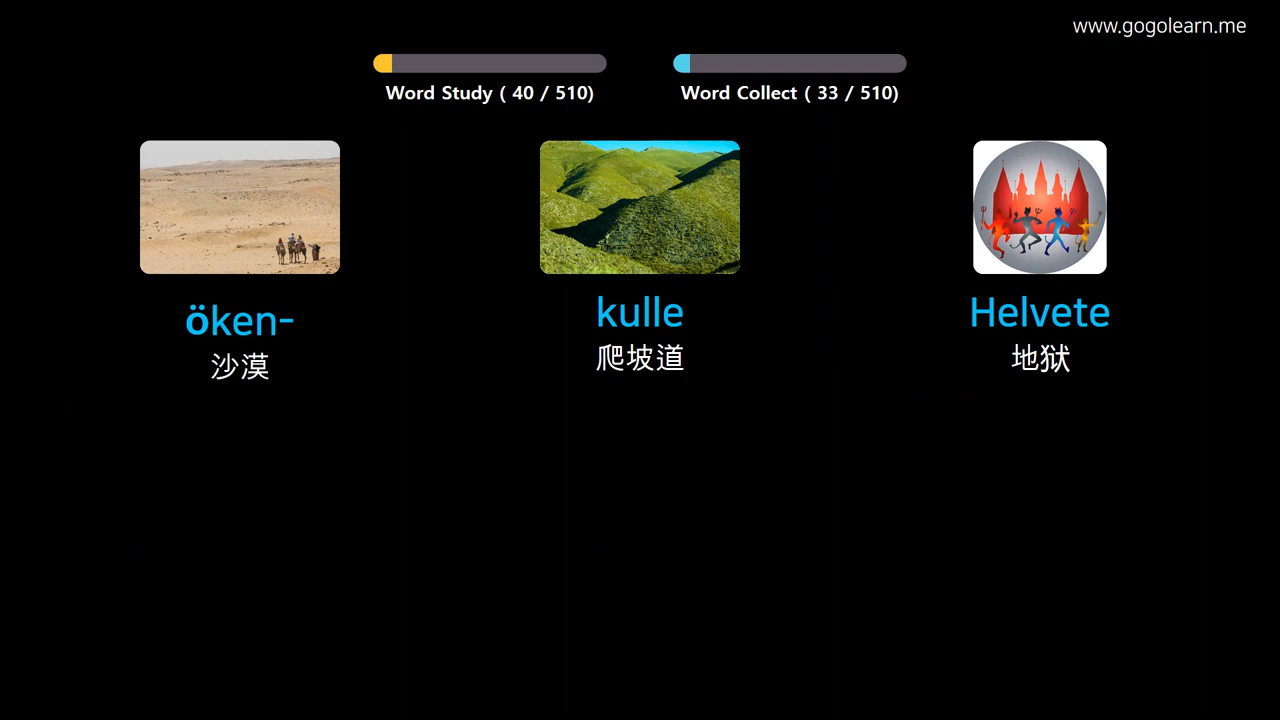 www.gogolearn.me
Word Study ( 40 / 510)
Word Collect ( 33 / 510)
öken-
kulle
Helvete
沙漠
爬坡道
地狱